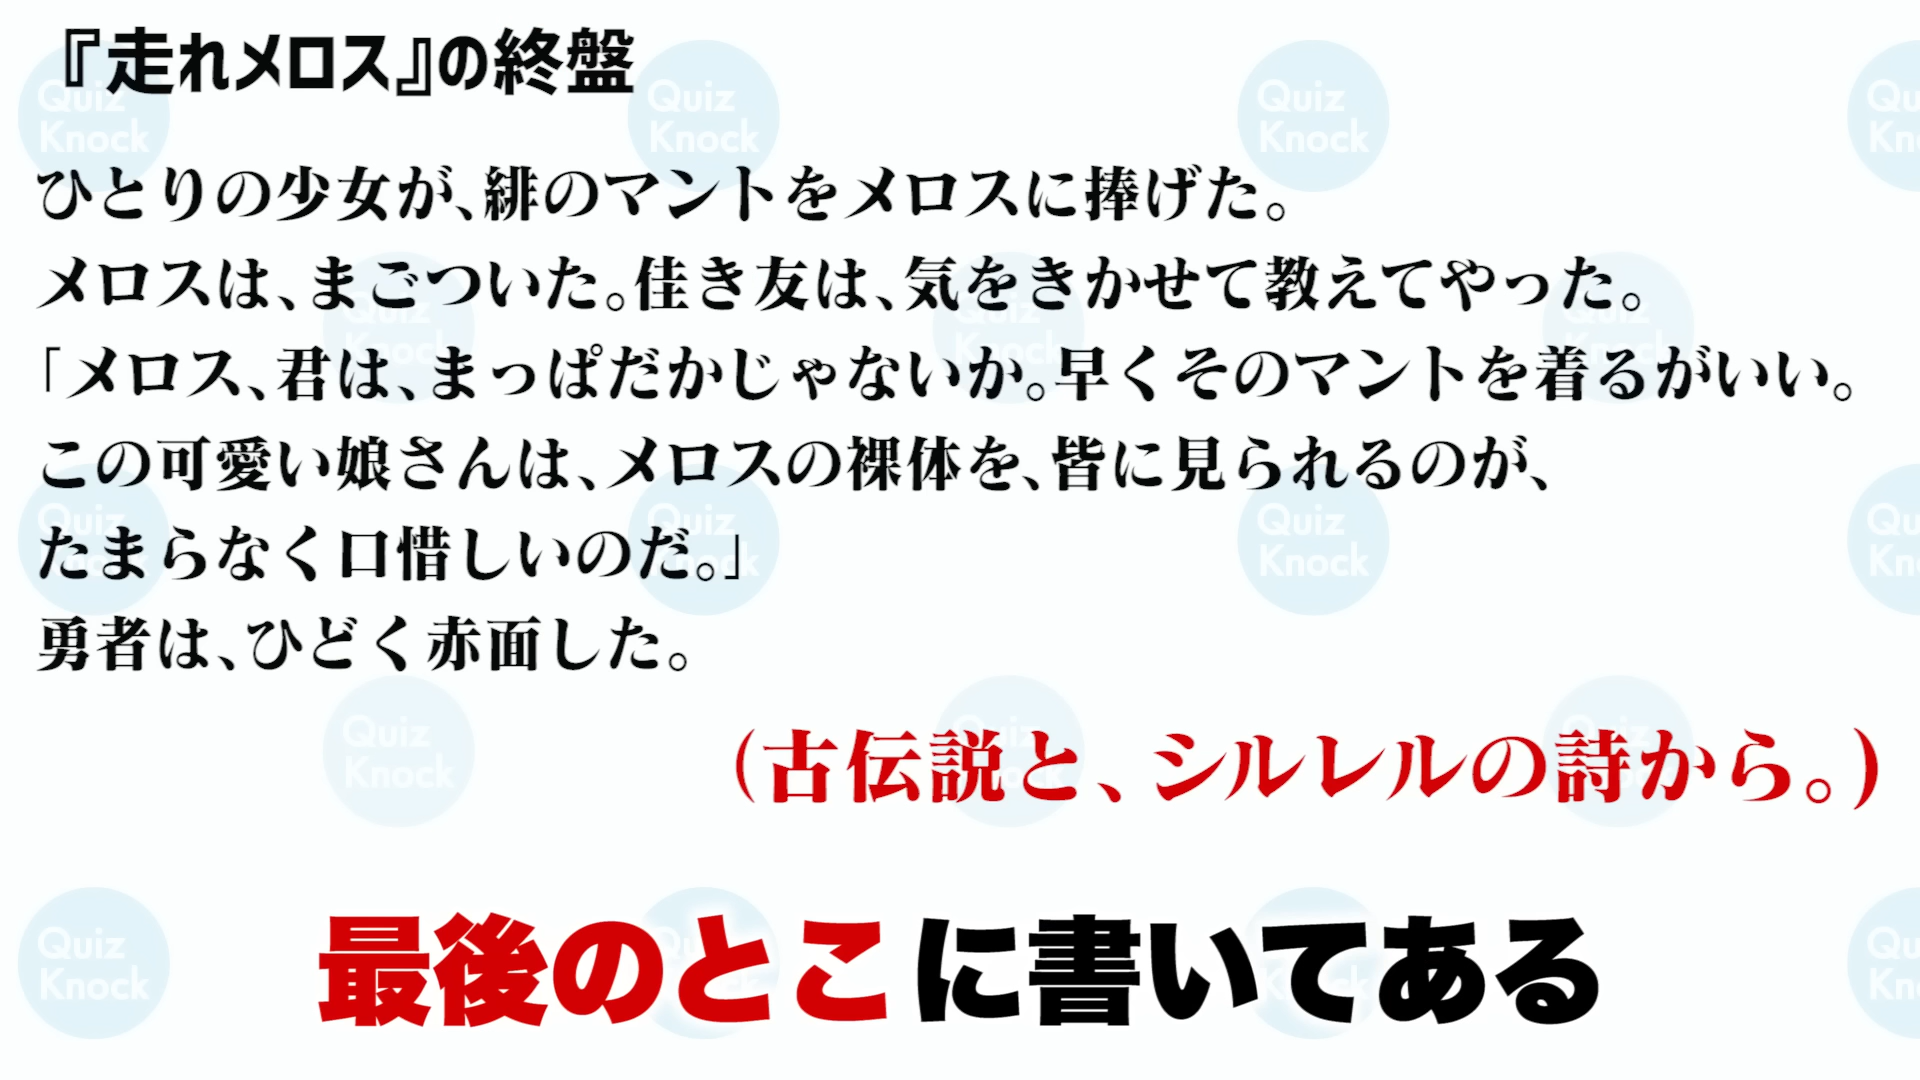 『走れメロス』の終盤
ひとりの少女が、緋のマントをメロスに捧げた。
メロスは、まごついた。佳き友は、気をきかせて教えてやった。
「メロス、君は、まっぱだかじゃないか。早くそのマントを着るがいい。
この可愛い娘さんは、メロスの裸体を、皆に見られるのが、
たまらなく口惜しいのだ。」
勇者は、ひどく赤面した。
(古伝説と、シルレルの詩から。)
最後のとこに書いてある
Quiz
Knock